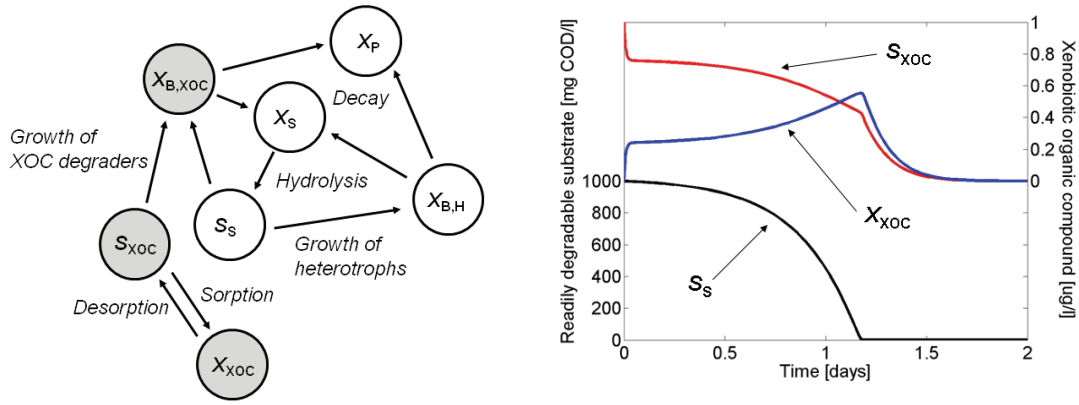 X_P
X_B,XOC
X_S
Decay
Growth of
XOC degraders
Hydrolysis
X_B,H
S_S
S_XOC
Growth of
heterotrophs
Desorption
Sorption
X_XOC
Readily degradable substrate [mg COD/l]
1000
800
600
400
200
0
S_XOC
X_XOC
S_S
1
0.8
0.6
0.4
0.2
0
Xenobiotic organic compound [ug/l]
0
0.5
1
1.5
2
Time [days]